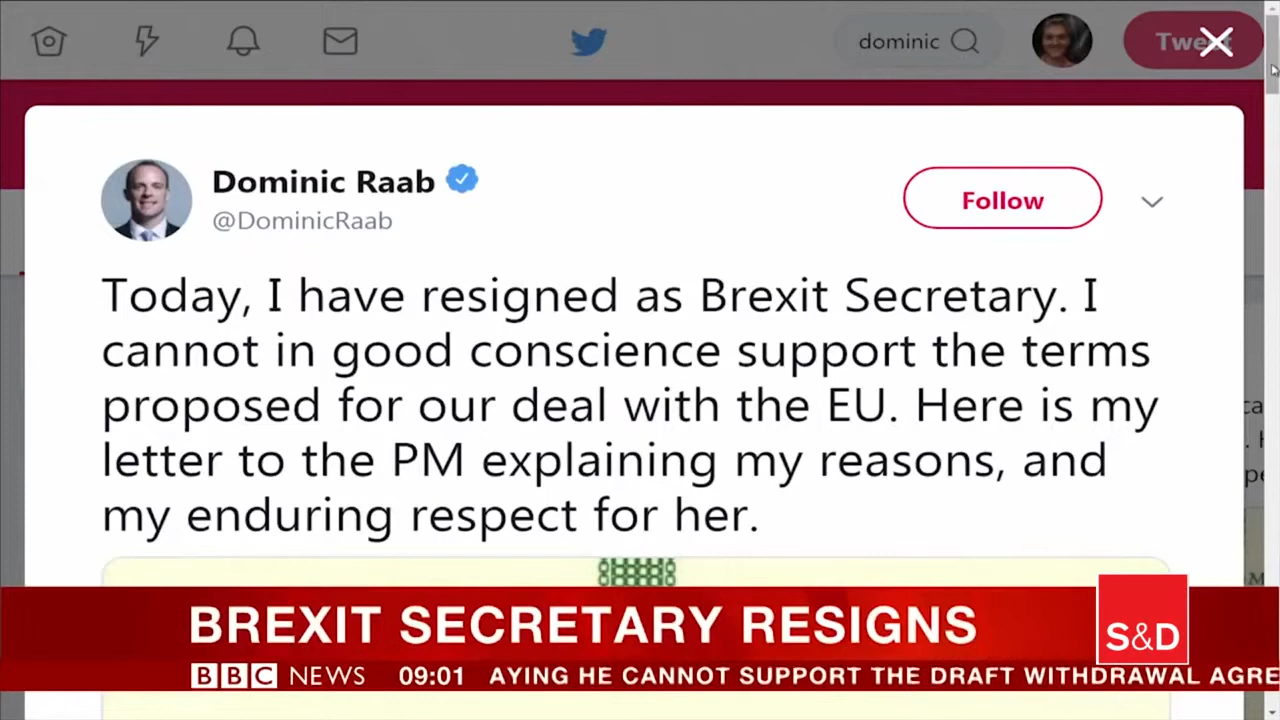 dominic
Tweet
Dominic Raab
@DominicRaab
Follow
Today, I have resigned as Brexit Secretary. I
cannot in good conscience support the terms
proposed for our deal with the EU. Here is my
letter to the PM explaining my reasons, and
my enduring respect for her.
BREXIT SECRETARY RESIGNS
S&D
BBC NEWS 09:01 AYING HE CANNOT SUPPORT THE DRAFT WITHDRAWAL AGRE